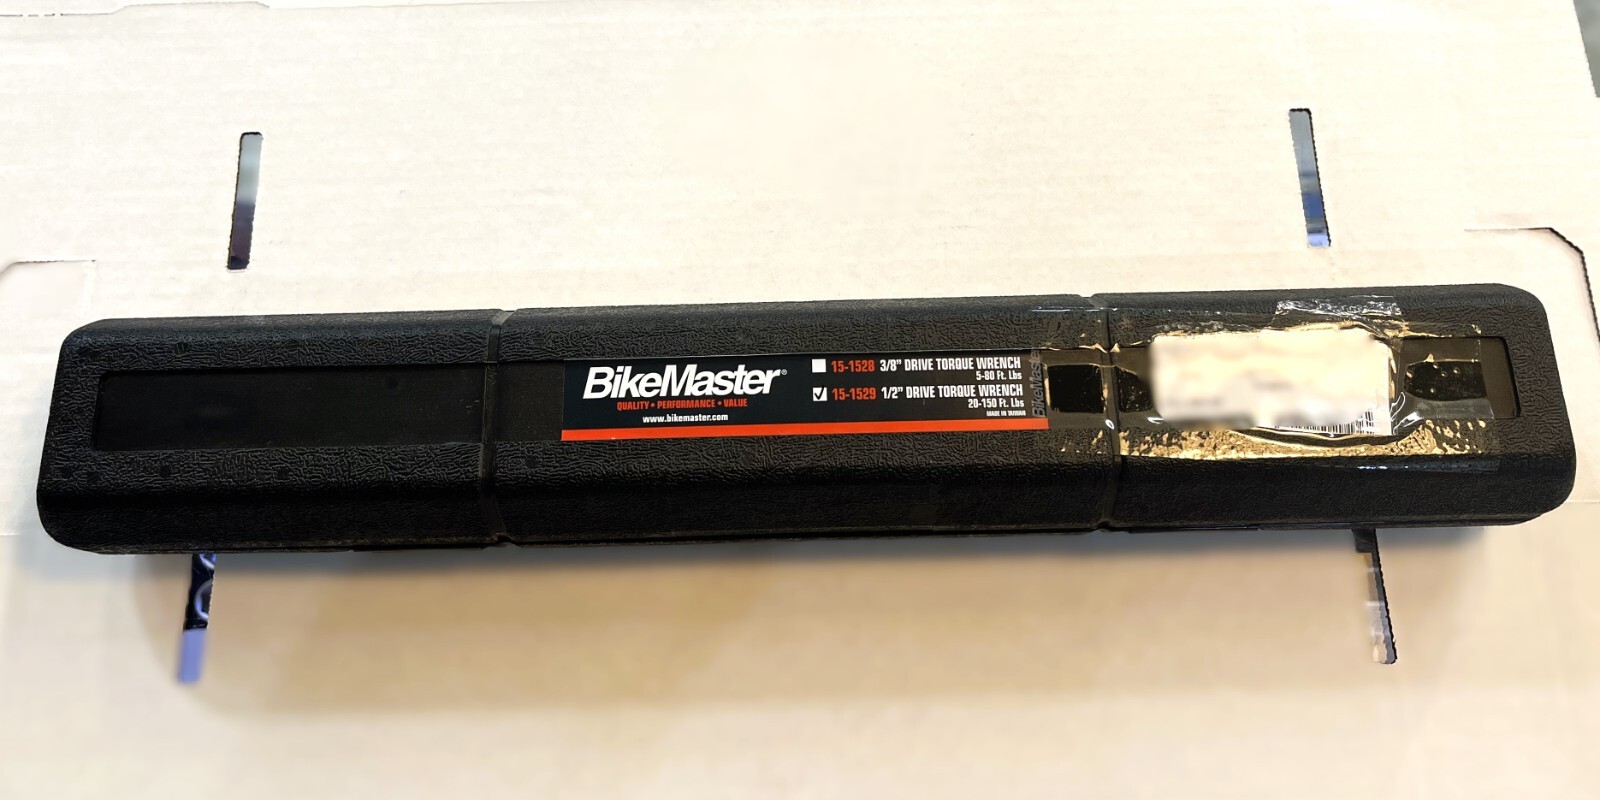 BikeMaster®
QUALITY • PERFORMANCE • VALUE
www.bikemaster.com
15-1528 3/8” DRIVE TORQUE WRENCH
5-80 Ft. Lbs
15-1529 1/2” DRIVE TORQUE WRENCH
20-150 Ft. Lbs
MADE IN TAIWAN
BikeMaster